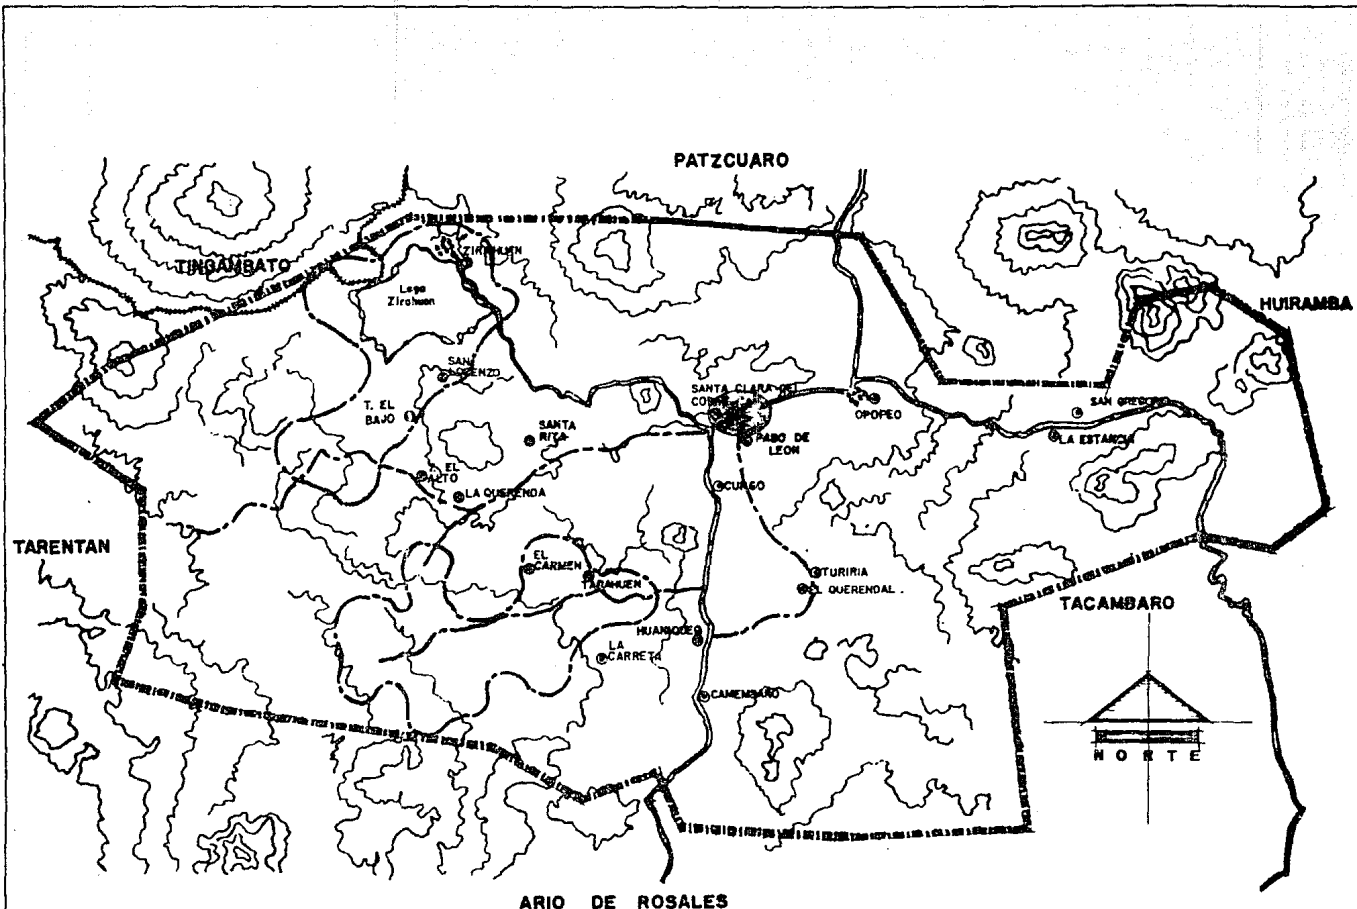 PATZCUARO
TINGAMBATO
ZIRAHUEN
Lago
Zirahuen
HUIRAMBA
SAN
LORENZO
T. EL
BAJO
SANTA
RITA
SANTA CLARA DEL
COBRE
OPOPEO
SAN GREGORIO
LA ESTANCIA
PASO DE
LEON
T. EL
ALTO
LA QUERENDA
TARENTAN
EL
CARMEN
TARAHUEN
TURIRIA
EL QUERENDAL.
TACAMBARO
HUANIQUEO
LA
CARRETA
CAMEMBARO
NORTE
ARIO DE ROSALES